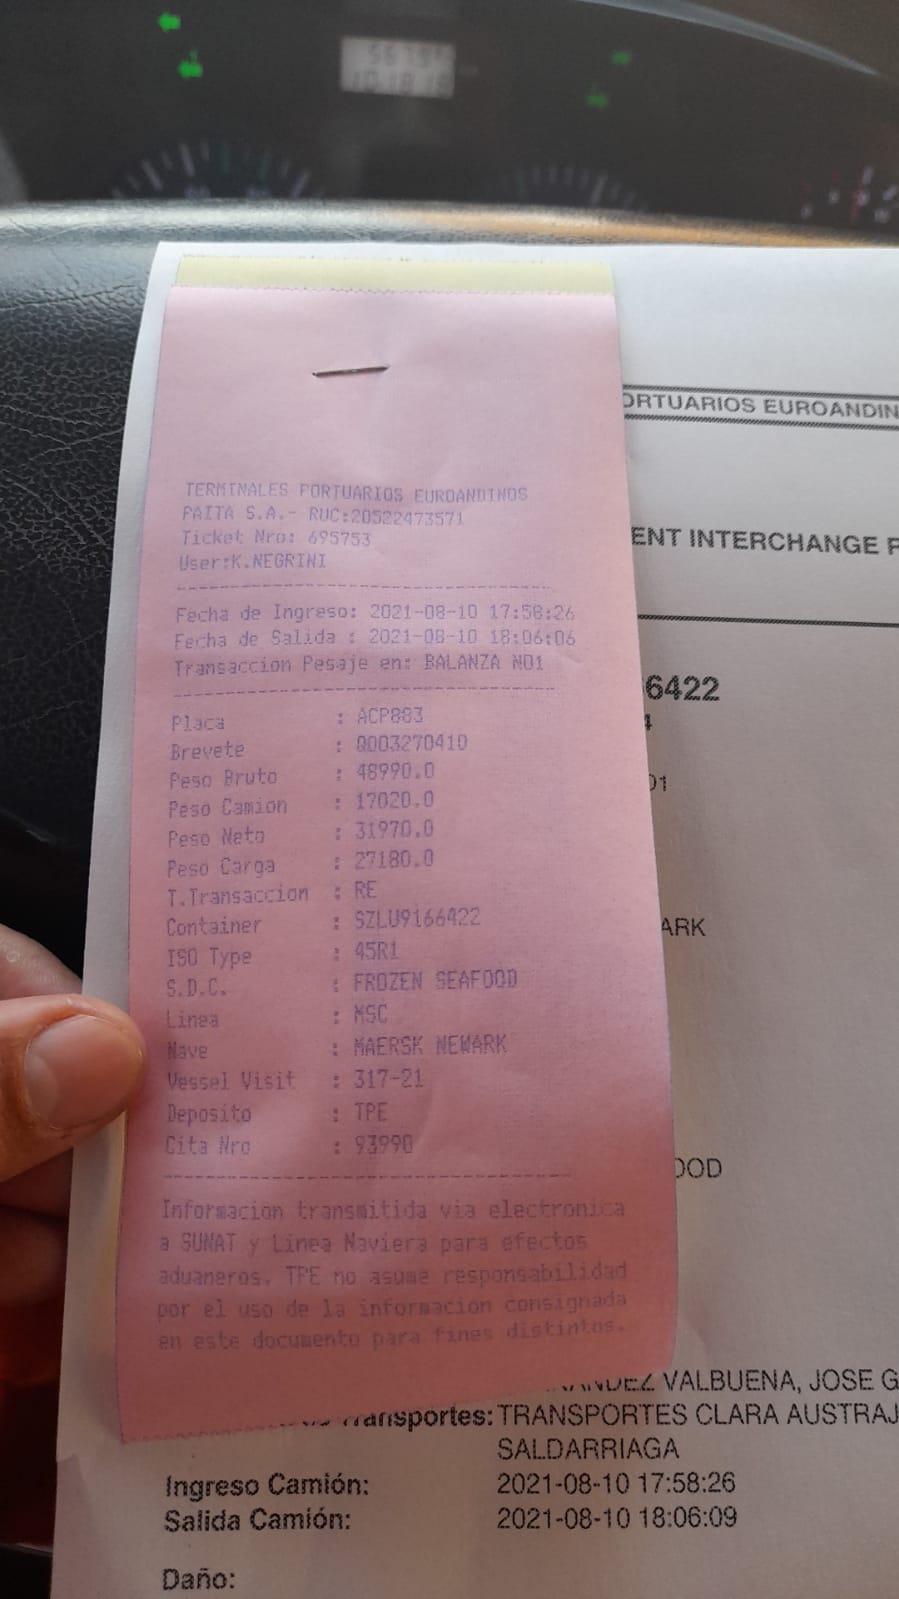 TERMINALES PORTUARIOS EUROANDINOS
PAITA S.A.- RUC:20522473571
Ticket Nro: 695753
User:K.NEGRINI
Fecha de Ingreso: 2021-08-10 17:58:26
Fecha de Salida : 2021-08-10 18:06:06
Transaccion Pesaje en: BALANZA N01
Placa : ACP883
Brevete : Q003270410
Peso Bruto : 48990.0
Peso Camion : 17020.0
Peso Neto : 31970.0
Peso Carga : 27180.0
T.Transaccion : RE
Container : SZLU9166422
ISO Type : 45R1
S.D.C. : FROZEN SEAFOOD
Linea : MSC
Nave : MAERSK NEWARK
Vessel Visit : 317-21
Deposito : TPE
Cita Nro : 93990
Informacion transmitida via electronica
a SUNAT y Linea Naviera para efectos
aduaneros. TPE no asume responsabilidad
por el uso de la informacion consignada
en este documento para fines distintos.
ORTUARIOS EUROANDIN
ENT INTERCHANGE
6422
01
ARK
OOD
VALBUENA, JOSE G
Transportes: TRANSPORTES CLARA AUSTRAJ
SALDARRIAGA
Ingreso Camión: 2021-08-10 17:58:26
Salida Camión: 2021-08-10 18:06:09
Daño: